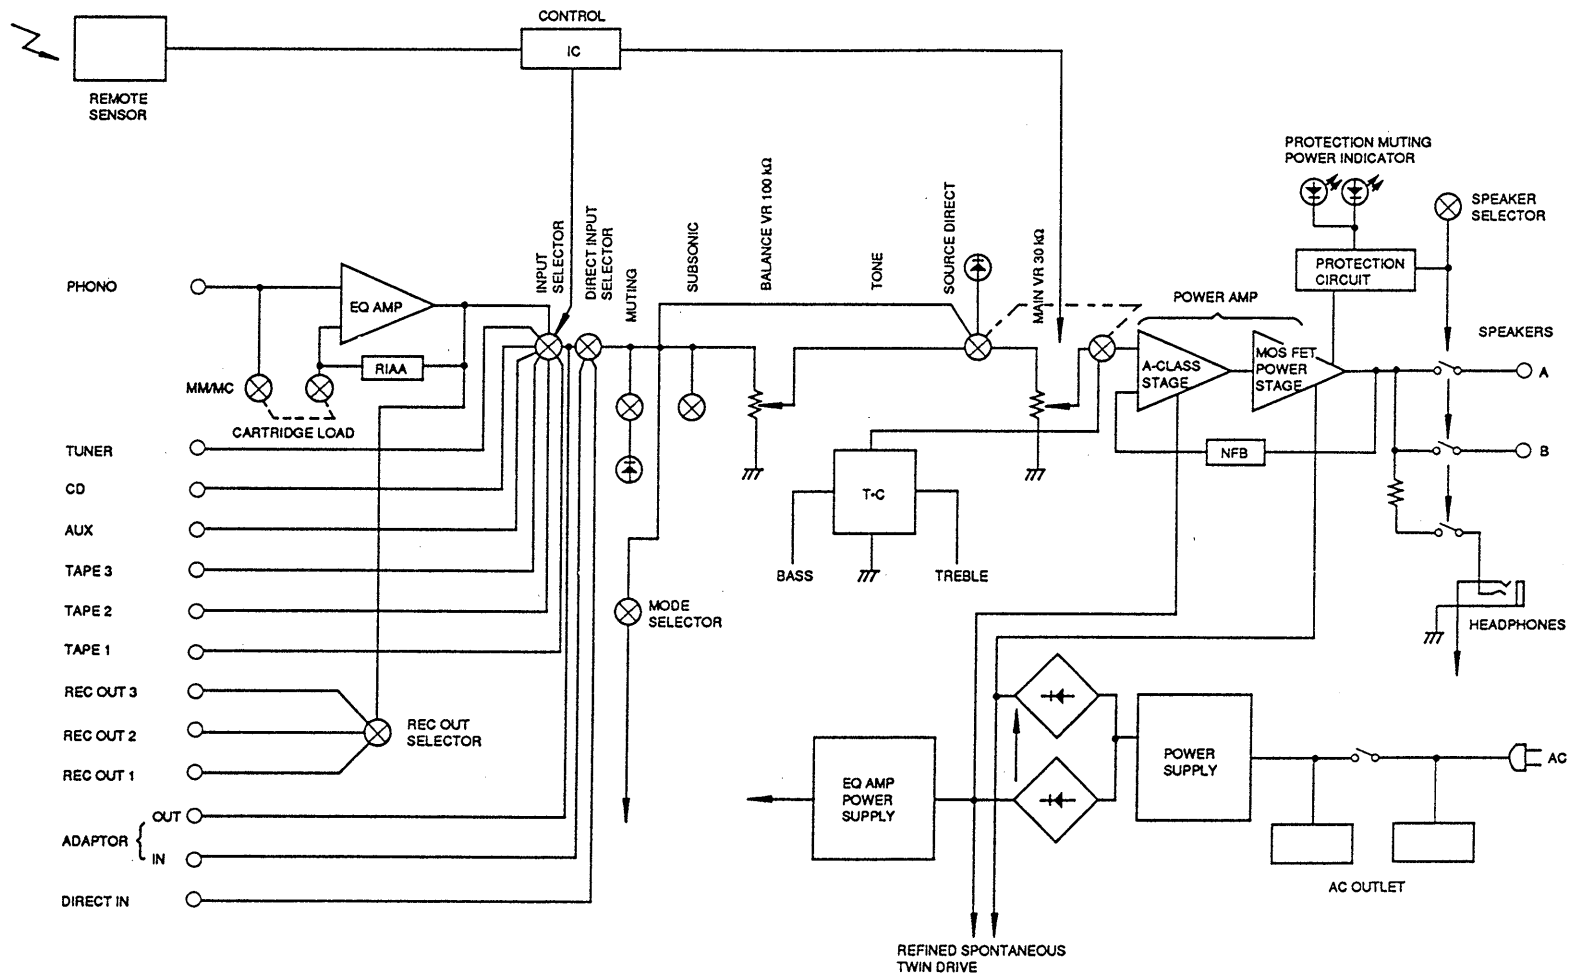 CONTROL
IC
REMOTE
SENSOR
PROTECTION MUTING
POWER INDICATOR
SPEAKER
SELECTOR
INPUT
SELECTOR
DIRECT INPUT
SELECTOR
MUTING
SUBSONIC
BALANCE VR 100 kΩ
TONE
SOURCE DIRECT
MAIN VR 30 kΩ
PROTECTION
CIRCUIT
PHONO
EQ AMP
POWER AMP
SPEAKERS
RIAA
A-CLASS
STAGE
MOS FET
POWER
STAGE
A
MM/MC
CARTRIDGE LOAD
TUNER
NFB
B
CD
T•C
AUX
TAPE 3
BASS
TREBLE
TAPE 2
MODE
SELECTOR
HEADPHONES
TAPE 1
REC OUT 3
REC OUT 2
REC OUT
SELECTOR
REC OUT 1
EQ AMP
POWER
SUPPLY
POWER
SUPPLY
AC
OUT
ADAPTOR {
IN
AC OUTLET
DIRECT IN
REFINED SPONTANEOUS
TWIN DRIVE